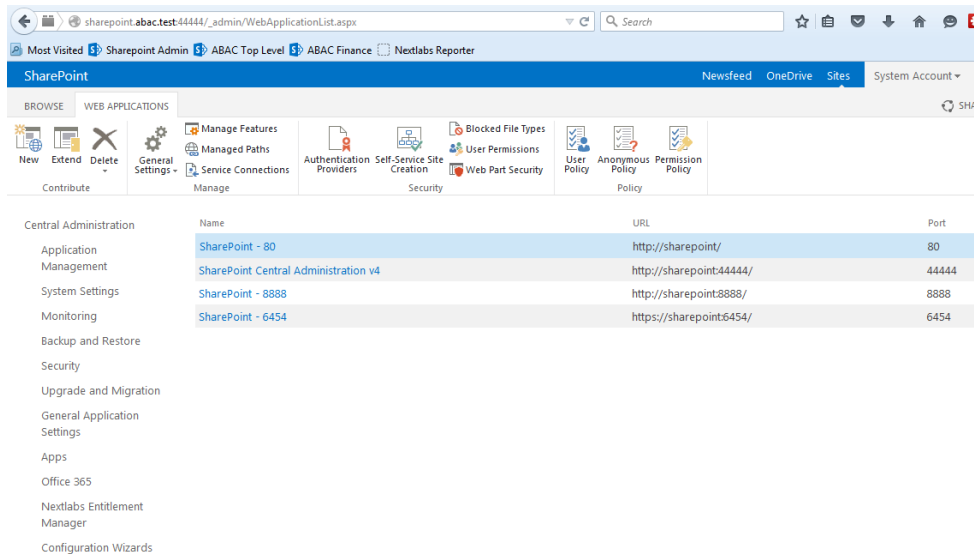 sharepoint.abac.test:44444/_admin/WebApplicationList.aspx
Search
Most Visited Sharepoint Admin ABAC Top Level ABAC Finance Nextlabs Reporter
SharePoint
Newsfeed OneDrive Sites System Account
BROWSE WEB APPLICATIONS
SHA
New
Extend
Delete
Contribute
General Settings
Manage Features
Managed Paths
Service Connections
Manage
Authentication Providers
Self-Service Site Creation
Blocked File Types
User Permissions
Web Part Security
Security
User Policy
Anonymous Policy
Permission Policy
Policy
Central Administration
Application
Management
System Settings
Monitoring
Backup and Restore
Security
Upgrade and Migration
General Application
Settings
Apps
Office 365
Nextlabs Entitlement
Manager
Configuration Wizards
Name URL Port
SharePoint - 80 http://sharepoint/ 80
SharePoint Central Administration v4 http://sharepoint:44444/ 44444
SharePoint - 8888 http://sharepoint:8888/ 8888
SharePoint - 6454 https://sharepoint:6454/ 6454